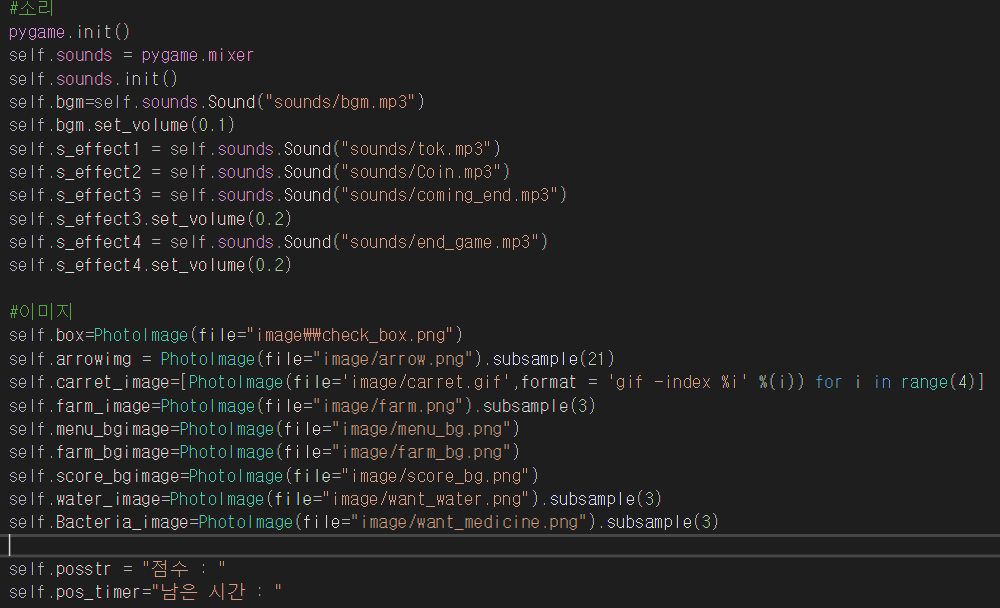 #소리
pygame.init()
self.sounds = pygame.mixer
self.sounds.init()
self.bgm=self.sounds.Sound("sounds/bgm.mp3")
self.bgm.set_volume(0.1)
self.s_effect1 = self.sounds.Sound("sounds/tok.mp3")
self.s_effect2 = self.sounds.Sound("sounds/Coin.mp3")
self.s_effect3 = self.sounds.Sound("sounds/coming_end.mp3")
self.s_effect3.set_volume(0.2)
self.s_effect4 = self.sounds.Sound("sounds/end_game.mp3")
self.s_effect4.set_volume(0.2)
#이미지
self.box=PhotoImage(file="image₩₩check_box.png")
self.arrowimg = PhotoImage(file="image/arrow.png").subsample(21)
self.carret_image=[PhotoImage(file='image/carret.gif',format = 'gif -index %i' %(i)) for i in range(4)]
self.farm_image=PhotoImage(file="image/farm.png").subsample(3)
self.menu_bgimage=PhotoImage(file="image/menu_bg.png")
self.farm_bgimage=PhotoImage(file="image/farm_bg.png")
self.score_bgimage=PhotoImage(file="image/score_bg.png")
self.water_image=PhotoImage(file="image/want_water.png").subsample(3)
self.Bacteria_image=PhotoImage(file="image/want_medicine.png").subsample(3)
self.posstr = "점수 : "
self.pos_timer="남은 시간 : "